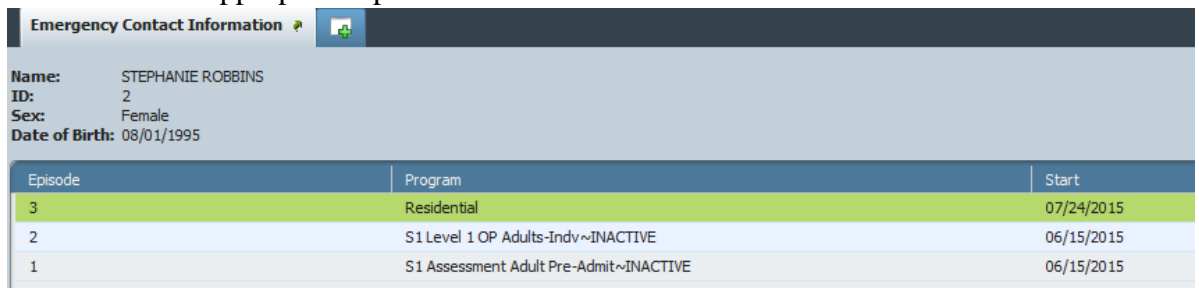 Emergency Contact Information
Name: STEPHANIE ROBBINS
ID: 2
Sex: Female
Date of Birth: 08/01/1995
Episode Program Start
3 Residential 07/24/2015
2 S1 Level 1 OP Adults-Indv~INACTIVE 06/15/2015
1 S1 Assessment Adult Pre-Admit~INACTIVE 06/15/2015